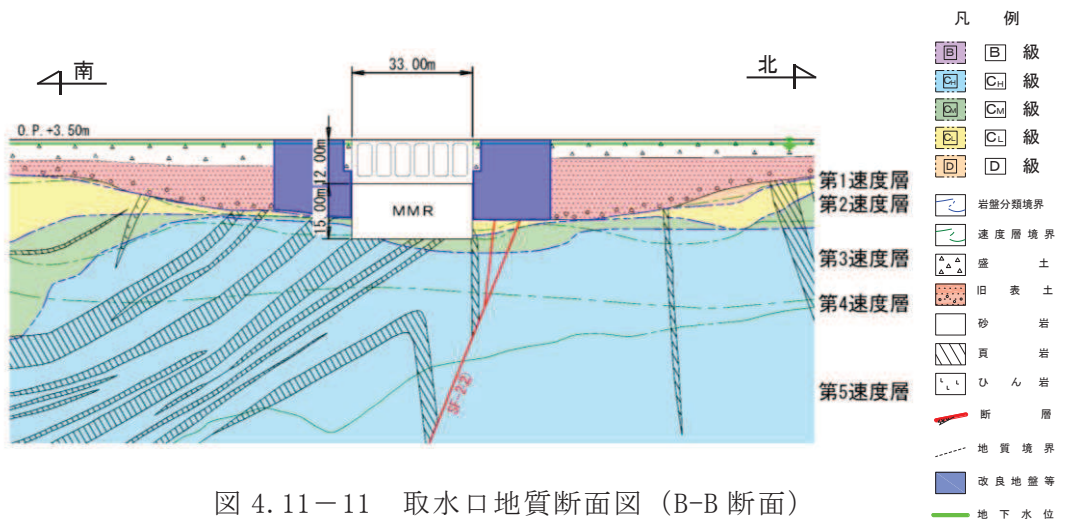 南
33.00m
北
O.P.+3.50m
12.00m
15.00m
MMR
SF-2②
第1速度層
第2速度層
第3速度層
第4速度層
第5速度層
凡 例
B B 級
CH CH 級
CM CM 級
CL CL 級
D D 級
岩盤分類境界
速度層境界
盛 土
旧 表 土
砂 岩
頁 岩
ひ ん 岩
断 層
地 質 境 界
改 良 地 盤 等
地 下 水 位
図 4.11-11 取水口地質断面図 (B-B 断面)